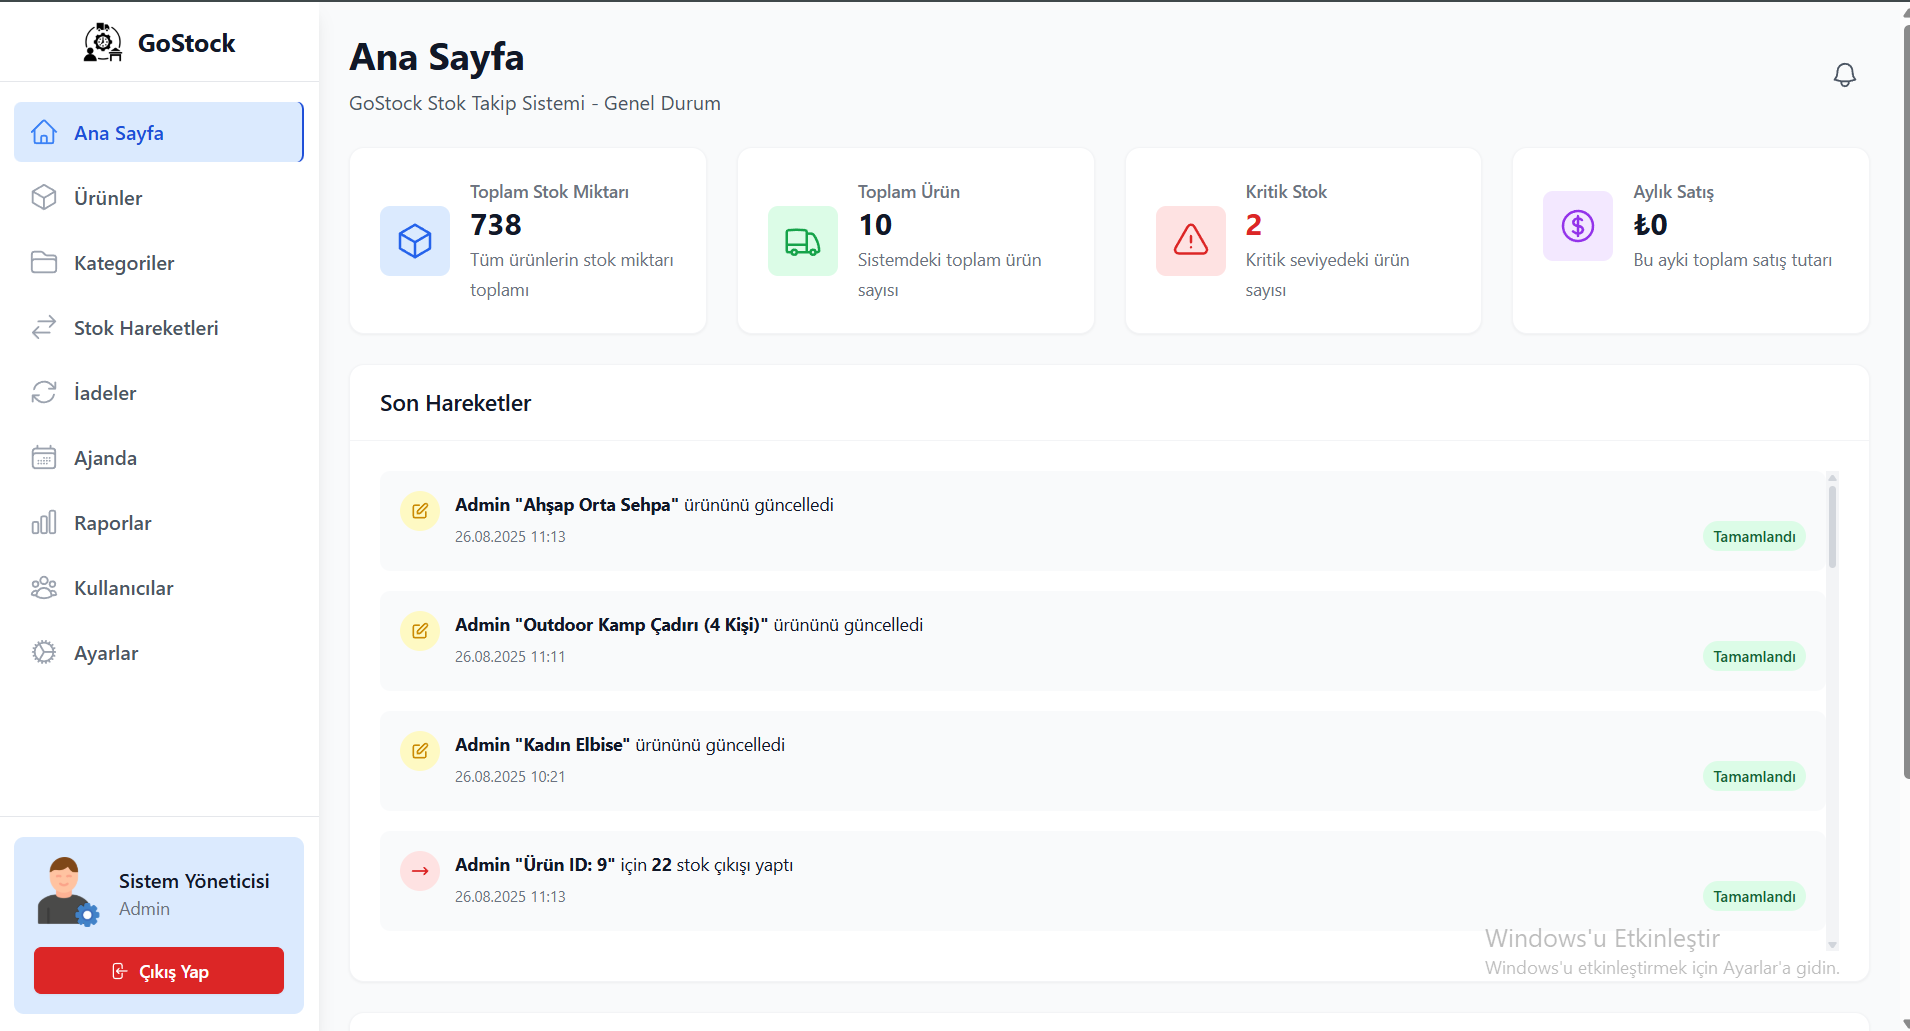 GoStock
Ana Sayfa
Ürünler
Kategoriler
Stok Hareketleri
İadeler
Ajanda
Raporlar
Kullanıcılar
Ayarlar
Sistem Yöneticisi
Admin
Çıkış Yap
Ana Sayfa
GoStock Stok Takip Sistemi - Genel Durum
Toplam Stok Miktarı
738
Tüm ürünlerin stok miktarı
toplamı
Toplam Ürün
10
Sistemdeki toplam ürün
sayısı
Kritik Stok
2
Kritik seviyedeki ürün
sayısı
Aylık Satış
₺0
Bu ayki toplam satış tutarı
Son Hareketler
Admin "Ahşap Orta Sehpa" ürününü güncelledi
26.08.2025 11:13
Tamamlandı
Admin "Outdoor Kamp Çadırı (4 Kişi)" ürününü güncelledi
26.08.2025 11:11
Tamamlandı
Admin "Kadın Elbise" ürününü güncelledi
26.08.2025 10:21
Tamamlandı
Admin "Ürün ID: 9" için 22 stok çıkışı yaptı
26.08.2025 11:13
Tamamlandı
Windows'u Etkinleştir
Windows'u etkinleştirmek için Ayarlar'a gidin.